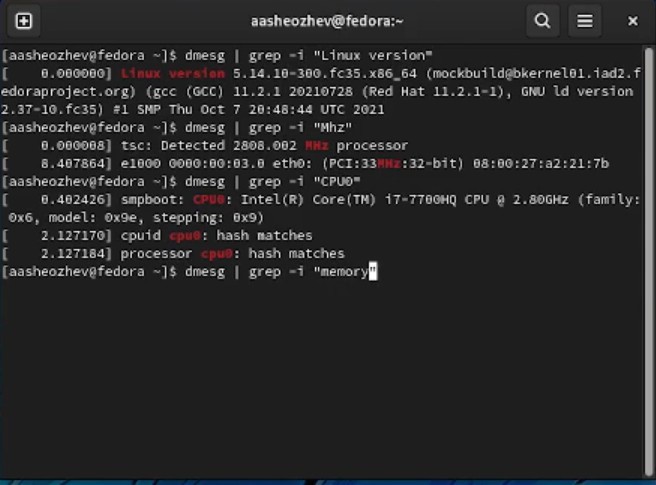 aasheozhev@fedora:~
[aasheozhev@fedora ~]$ dmesg | grep -i "Linux version"
[    0.000000] Linux version 5.14.10-300.fc35.x86_64 (mockbuild@bkernel01.iad2.f
edoraproject.org) (gcc (GCC) 11.2.1 20210728 (Red Hat 11.2.1-1), GNU ld version
2.37-10.fc35) #1 SMP Thu Oct 7 20:48:44 UTC 2021
[aasheozhev@fedora ~]$ dmesg | grep -i "Mhz"
[    0.000008] tsc: Detected 2808.002 MHz processor
[    8.407864] e1000 0000:00:03.0 eth0: (PCI:33MHz:32-bit) 08:00:27:a2:21:7b
[aasheozhev@fedora ~]$ dmesg | grep -i "CPU0"
[    0.402426] smpboot: CPU0: Intel(R) Core(TM) i7-7700HQ CPU @ 2.80GHz (family:
 0x6, model: 0x9e, stepping: 0x9)
[    2.127170] cpuid cpu0: hash matches
[    2.127184] processor cpu0: hash matches
[aasheozhev@fedora ~]$ dmesg | grep -i "memory"